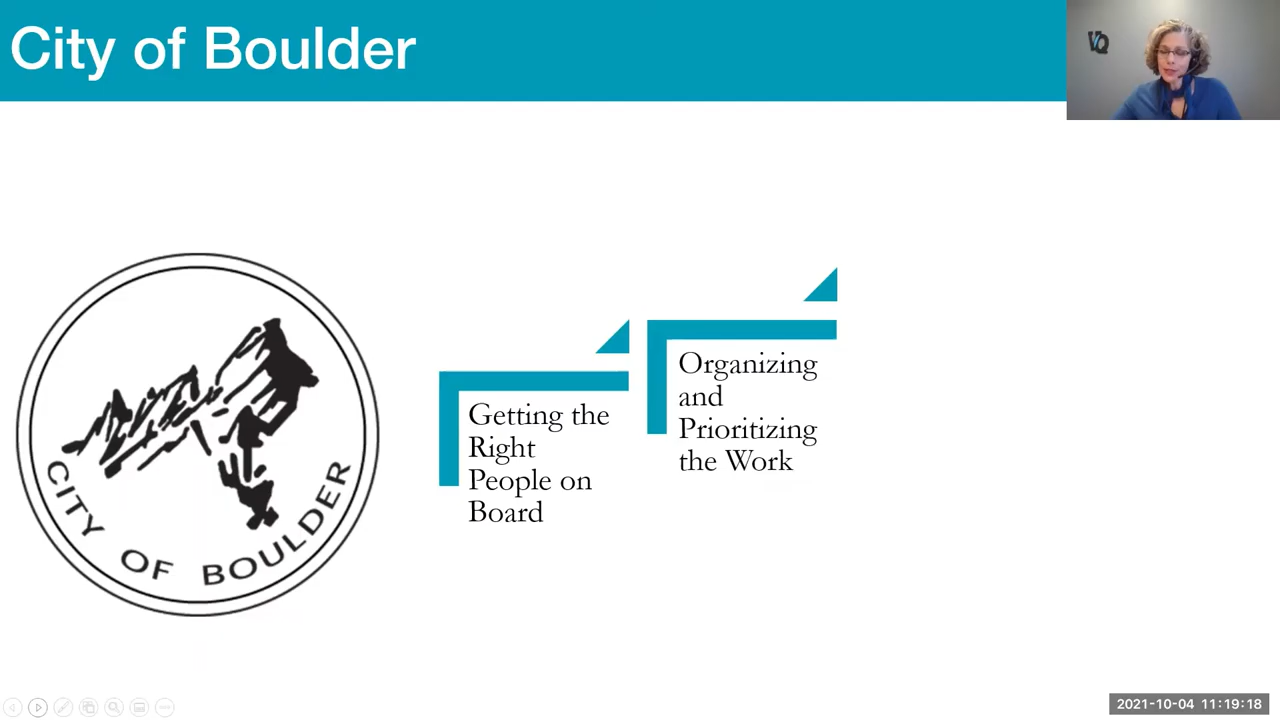 City of Boulder
VQ
Organizing
and
Prioritizing
the Work
Getting the
Right
People on
Board
CITY OF BOULDER
2021-10-04 11:19:18